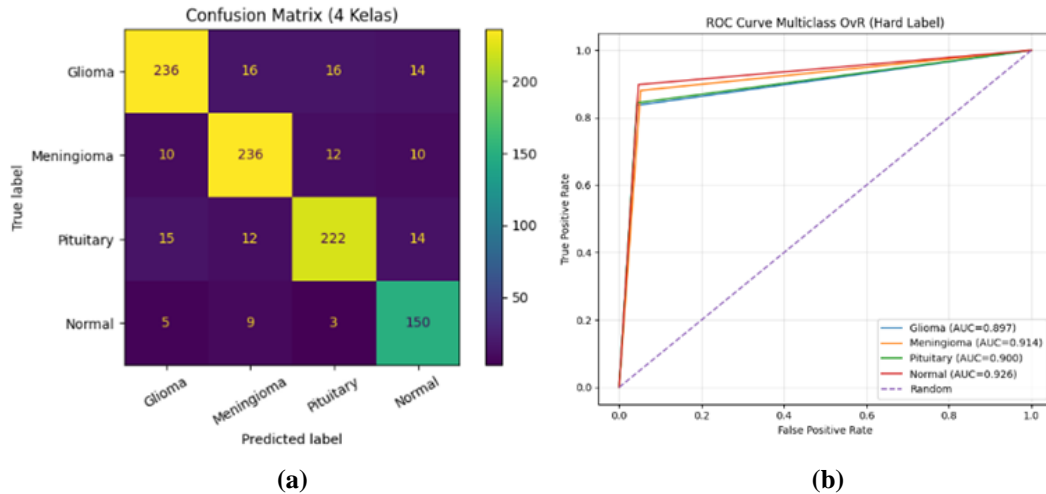 Confusion Matrix (4 Kelas)
True label
Glioma
Meningioma
Pituitary
Normal
236 16 16 14
10 236 12 10
15 12 222 14
5 9 3 150
Glioma Meningioma Pituitary Normal
Predicted label
200
150
100
50
(a)
ROC Curve Multiclass OvR (Hard Label)
True Positive Rate
1.0
0.8
0.6
0.4
0.2
0.0
0.0 0.2 0.4 0.6 0.8 1.0
False Positive Rate
Glioma (AUC=0.897)
Meningioma (AUC=0.914)
Pituitary (AUC=0.900)
Normal (AUC=0.926)
Random
(b)